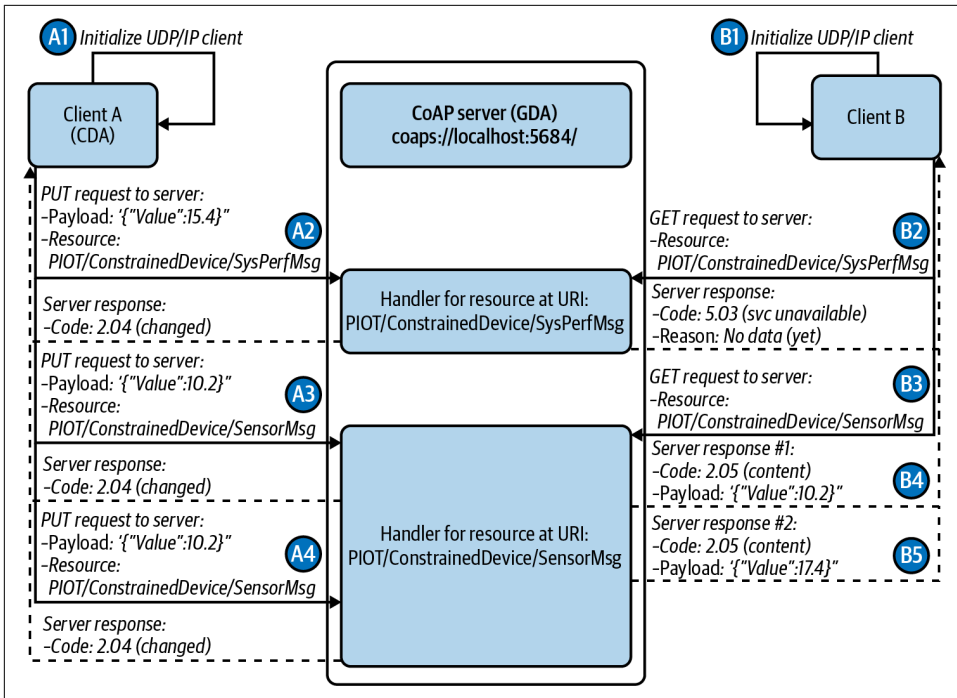 A1 Initialize UDP/IP client
B1 Initialize UDP/IP client
Client A
(CDA)
CoAP server (GDA)
coaps://localhost:5684/
Client B
PUT request to server:
–Payload: '{"Value":15.4}"
–Resource:
PIOT/ConstrainedDevice/SysPerfMsg
A2
Server response:
–Code: 2.04 (changed)
PUT request to server:
–Payload: '{"Value":10.2}"
–Resource:
PIOT/ConstrainedDevice/SensorMsg
A3
Server response:
–Code: 2.04 (changed)
PUT request to server:
–Payload: '{"Value":10.2}"
–Resource:
PIOT/ConstrainedDevice/SensorMsg
A4
Server response:
–Code: 2.04 (changed)
Handler for resource at URI:
PIOT/ConstrainedDevice/SysPerfMsg
Handler for resource at URI:
PIOT/ConstrainedDevice/SensorMsg
GET request to server:
–Resource:
PIOT/ConstrainedDevice/SysPerfMsg
B2
Server response:
–Code: 5.03 (svc unavailable)
–Reason: No data (yet)
GET request to server:
–Resource:
PIOT/ConstrainedDevice/SensorMsg
B3
Server response #1:
–Code: 2.05 (content)
–Payload: '{"Value":10.2}"
B4
Server response #2:
–Code: 2.05 (content)
–Payload: '{"Value":17.4}"
B5